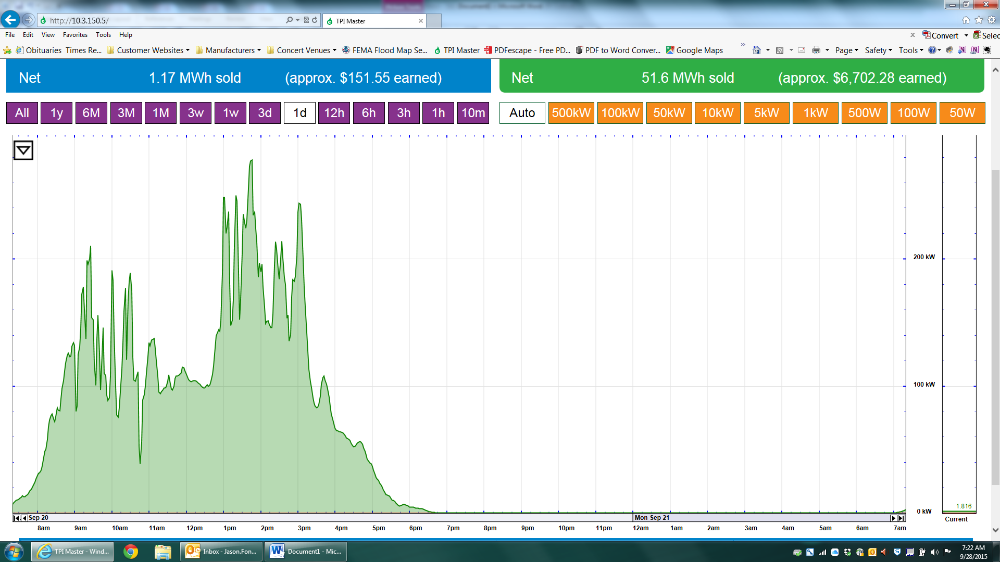 http://10.3.150.5/
TPI Master
File Edit View Favorites Tools Help
Convert Selec
Obituaries Times Re... Customer Websites Manufacturers Concert Venues FEMA Flood Map Se... TPI Master PDFescape - Free PD... PDF to Word Conver... Google Maps » Page Safety Tools
Net 1.17 MWh sold (approx. $151.55 earned)
Net 51.6 MWh sold (approx. $6,702.28 earned)
All 1y 6M 3M 1M 3w 1w 3d 1d 12h 6h 3h 1h 10m
Auto 500kW 100kW 50kW 10kW 5kW 1kW 500W 100W 50W
200 kW
100 kW
1.816
0 kW
Sep 20 Mon Sep 21
Current
8am 9am 10am 11am 12pm 1pm 2pm 3pm 4pm 5pm 6pm 7pm 8pm 9pm 10pm 11pm 12am 1am 2am 3am 4am 5am 6am 7am
TPI Master - Wind... Inbox - Jason.Fon... Document1 - Mic...
7:22 AM
9/28/2015